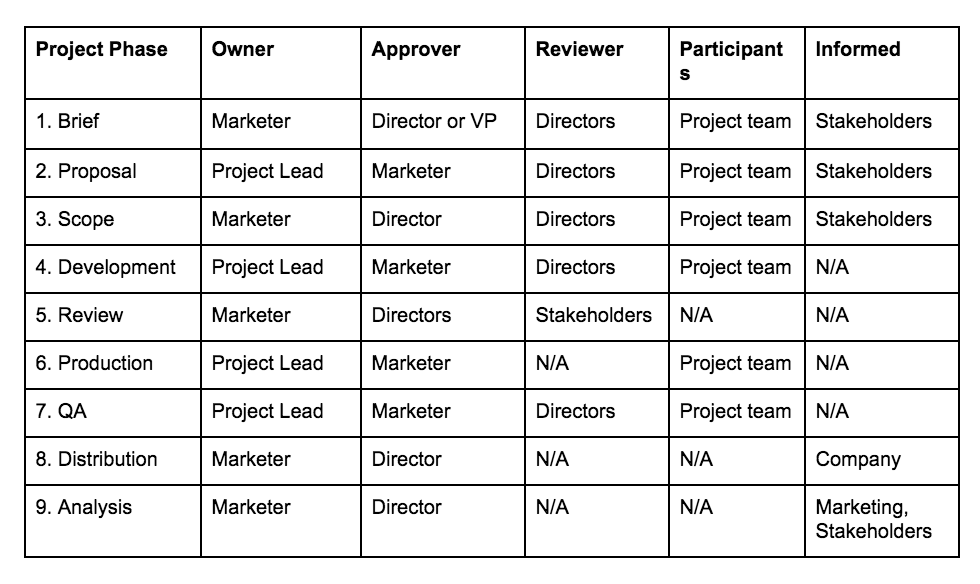 Project Phase Owner Approver Reviewer Participant Informed
s
1. Brief Marketer Director or VP Directors Project team Stakeholders
2. Proposal Project Lead Marketer Directors Project team Stakeholders
3. Scope Marketer Director Directors Project team Stakeholders
4. Development Project Lead Marketer Directors Project team N/A
5. Review Marketer Directors Stakeholders N/A N/A
6. Production Project Lead Marketer N/A Project team N/A
7. QA Project Lead Marketer Directors Project team N/A
8. Distribution Marketer Director N/A N/A Company
9. Analysis Marketer Director N/A N/A Marketing,
Stakeholders